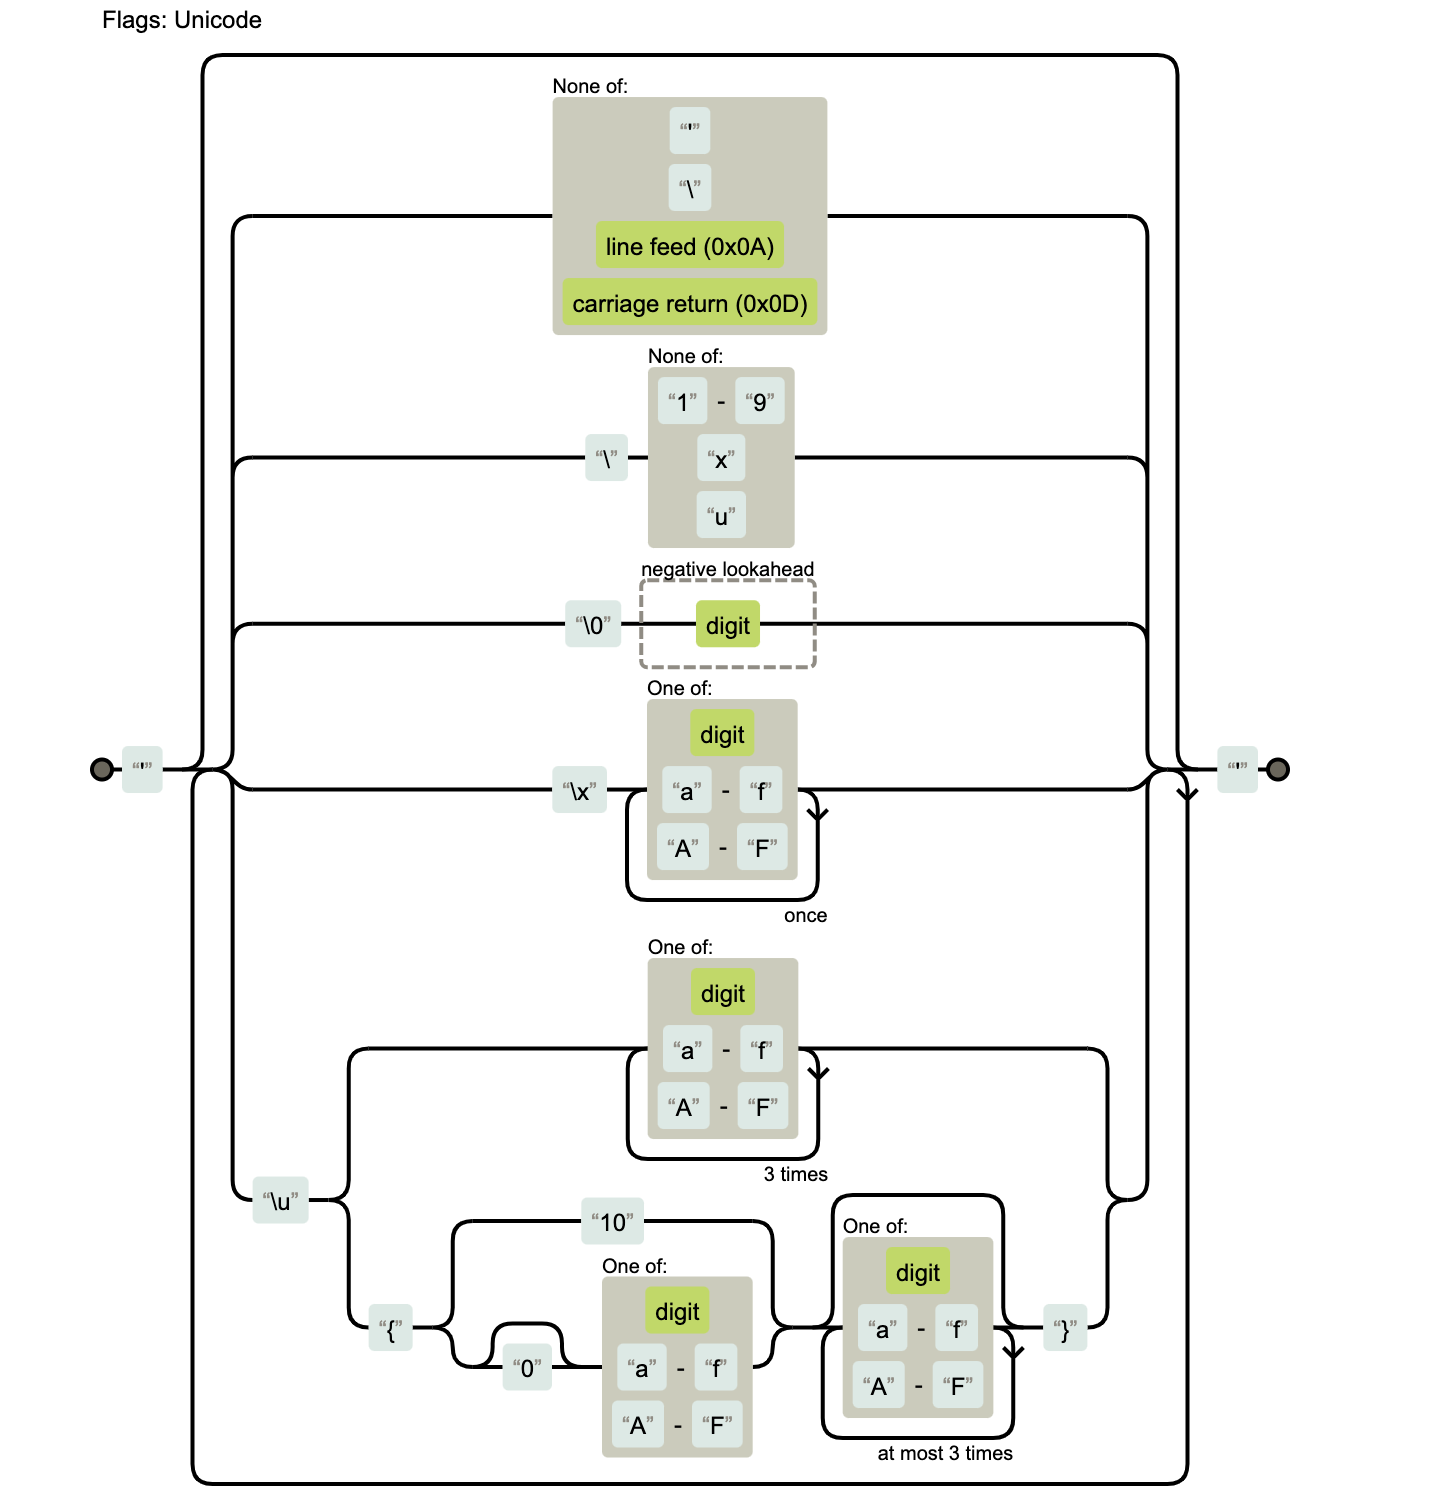 Flags: Unicode
None of:
“'”
“\”
line feed (0x0A)
carriage return (0x0D)
None of:
“1” - “9”
“\”
“x”
“u”
negative lookahead
“\0”
digit
One of:
digit
“'”
“'”
“\x”
“a” - “f”
“A” - “F”
once
One of:
digit
“a” - “f”
“A” - “F”
3 times
“\u”
“10”
One of:
digit
“{”
“0”
“a” - “f”
“A” - “F”
One of:
digit
“a” - “f”
“}”
“A” - “F”
at most 3 times